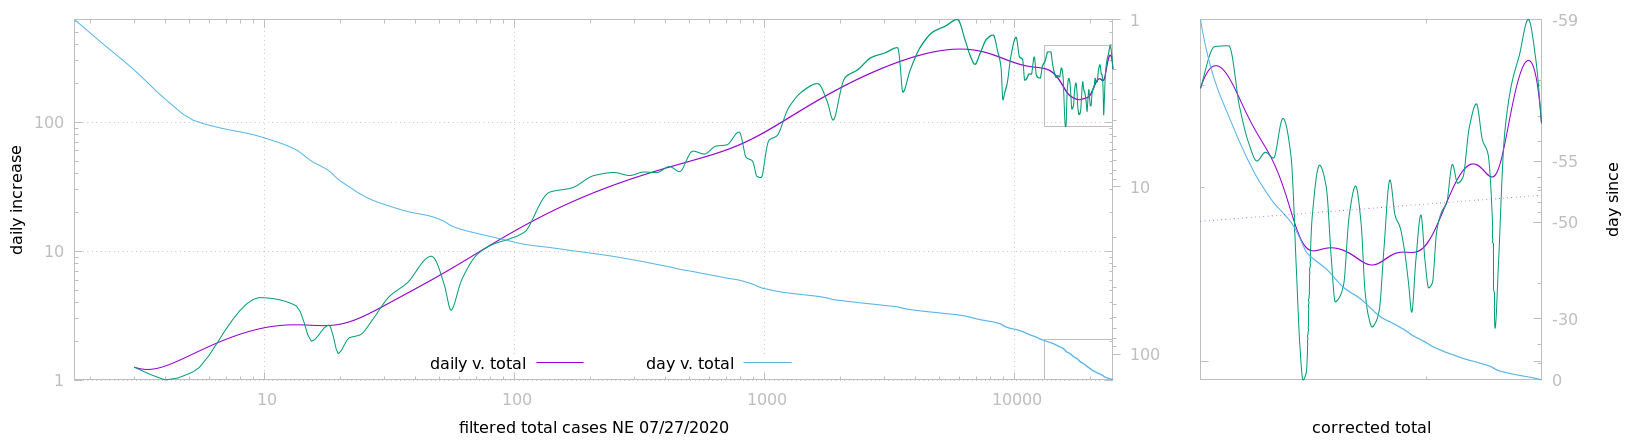 daily increase
100
10
1
daily v. total
day v. total
10
100
1000
10000
filtered total cases NE 07/27/2020
1
10
100
-59
-55
-50
-30
0
day since
corrected total